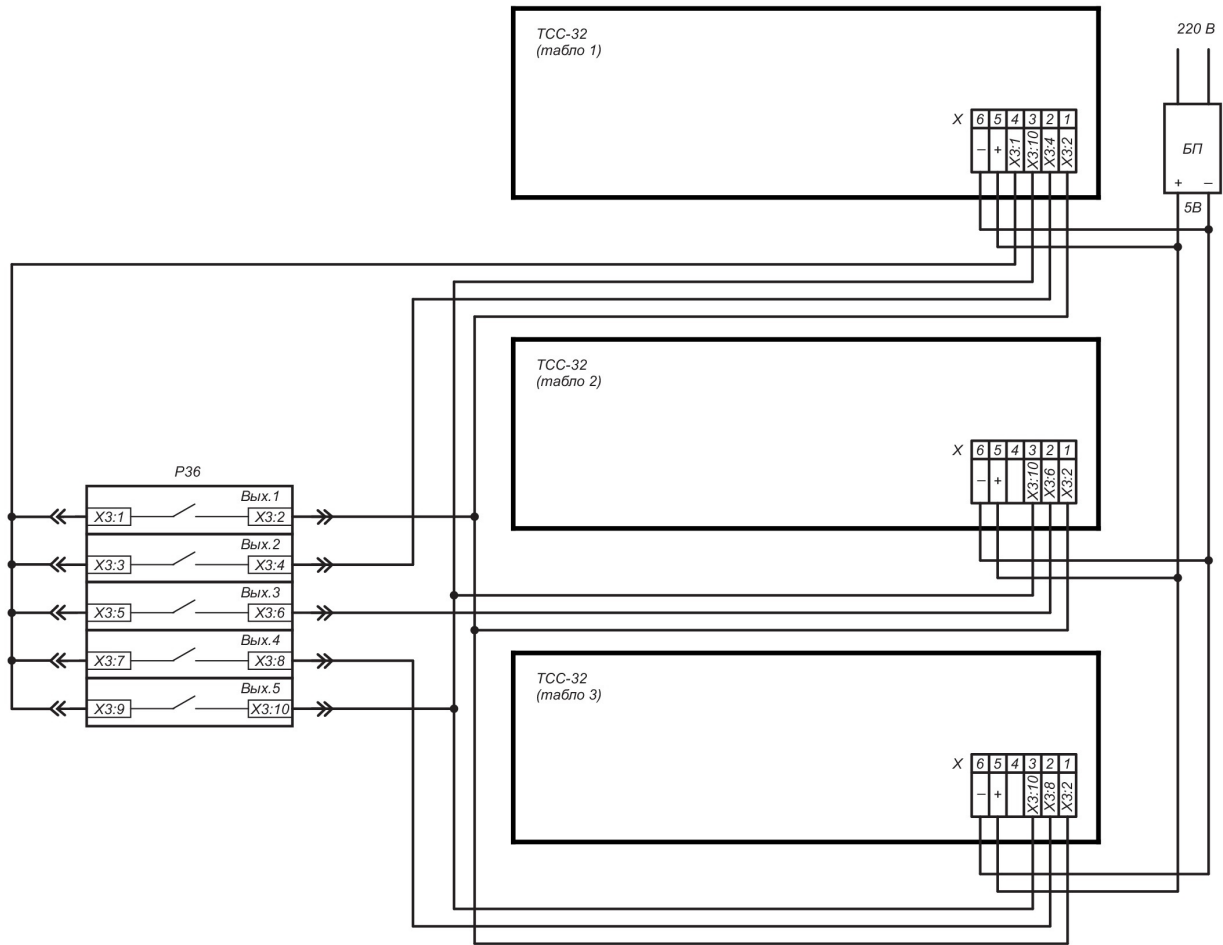 ТСС-32
(табло 1)
220 В
X 6 5 4 3 2 1
– + X3:1 X3:10 X3:4 X3:2
БП
+ –
5В
ТСС-32
(табло 2)
X 6 5 4 3 2 1
– + X3:10 X3:6 X3:2
Р36
Вых.1
X3:1 X3:2
Вых.2
X3:3 X3:4
Вых.3
X3:5 X3:6
Вых.4
X3:7 X3:8
Вых.5
X3:9 X3:10
ТСС-32
(табло 3)
X 6 5 4 3 2 1
– + X3:10 X3:8 X3:2